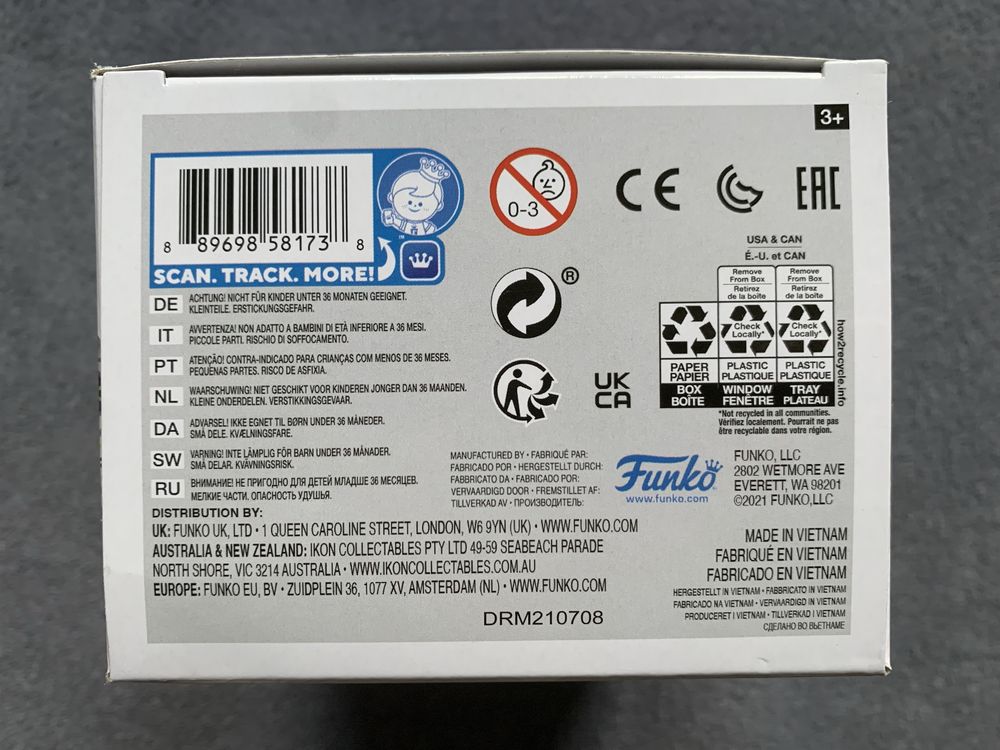 3+
8 89698 58173 8
SCAN. TRACK. MORE!
™
0-3
CE
EAC
®
UK
CA
USA & CAN
É.-U. et CAN
Remove
From Box
Retirez
de la boîte
Remove
From Box
Retirez
de la boîte
Check
Locally*
Check
Locally*
PAPER
PAPIER
PLASTIC
PLASTIQUE
PLASTIC
PLASTIQUE
BOX
BOÎTE
WINDOW
FENÊTRE
TRAY
PLATEAU
how2recycle.info
*Not recycled in all communities.
Vérifiez localement. Pourrait ne pas
être recyclable dans votre région.
DE ACHTUNG! NICHT FÜR KINDER UNTER 36 MONATEN GEEIGNET.
KLEINTEILE. ERSTICKUNGSGEFAHR.
IT AVVERTENZA! NON ADATTO A BAMBINI DI ETÀ INFERIORE A 36 MESI.
PICCOLE PARTI. RISCHIO DI SOFFOCAMENTO.
PT ATENÇÃO! CONTRA-INDICADO PARA CRIANÇAS COM MENOS DE 36 MESES.
PEQUENAS PARTES. RISCO DE ASFIXIA.
NL WAARSCHUWING! NIET GESCHIKT VOOR KINDEREN JONGER DAN 36 MAANDEN.
KLEINE ONDERDELEN. VERSTIKKINGSGEVAAR.
DA ADVARSEL! IKKE EGNET TIL BØRN UNDER 36 MÅNEDER.
SMÅ DELE. KVÆLNINGSFARE.
SW VARNING! INTE LÄMPLIG FÖR BARN UNDER 36 MÅNADER.
SMÅ DELAR. KVÄVNINGSRISK.
RU ВНИМАНИЕ! НЕ ПРИГОДНО ДЛЯ ДЕТЕЙ МЛАДШЕ 36 МЕСЯЦЕВ.
МЕЛКИЕ ЧАСТИ. ОПАСНОСТЬ УДУШЬЯ.
MANUFACTURED BY • FABRIQUÉ PAR:
FABRICADO POR • HERGESTELLT DURCH:
FABBRICATO DA • FABRICADO POR:
VERVAARDIGD DOOR • FREMSTILLET AF:
TILLVERKAD AV • ПРОИЗВОДИТЕЛЬ:
Funko
www.funko.com
FUNKO, LLC
2802 WETMORE AVE
EVERETT, WA 98201
©2021 FUNKO,LLC
DISTRIBUTION BY:
UK: FUNKO UK, LTD • 1 QUEEN CAROLINE STREET, LONDON, W6 9YN (UK) • WWW.FUNKO.COM
AUSTRALIA & NEW ZEALAND: IKON COLLECTABLES PTY LTD 49-59 SEABEACH PARADE
NORTH SHORE, VIC 3214 AUSTRALIA • WWW.IKONCOLLECTABLES.COM.AU
EUROPE: FUNKO EU, BV • ZUIDPLEIN 36, 1077 XV, AMSTERDAM (NL) • WWW.FUNKO.COM
DRM210708
MADE IN VIETNAM
FABRIQUÉ EN VIETNAM
FABRICADO EN VIETNAM
HERGESTELLT IN VIETNAM • FABBRICATO IN VIETNAM
FABRICADO NA VIETNAM • VERVAARDIGD IN VIETNAM
PRODUCERET I VIETNAM • TILLVERKAD I VIETNAM
СДЕЛАНО ВО ВЬЕТНАМЕ